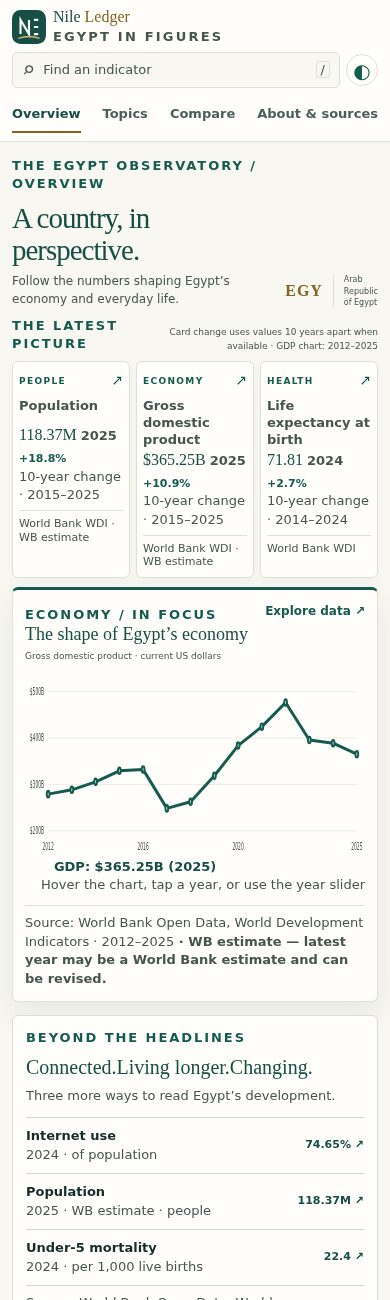 Nile Ledger
EGYPT IN FIGURES
Find an indicator
/
Overview Topics Compare About & sources
THE EGYPT OBSERVATORY /
OVERVIEW
A country, in
perspective.
Follow the numbers shaping Egypt’s
economy and everyday life.
EGY
Arab
Republic
of Egypt
THE LATEST
PICTURE
Card change uses values 10 years apart when
available · GDP chart: 2012–2025
PEOPLE ↗
Population
118.37M 2025
+18.8%
10-year change
· 2015–2025
World Bank WDI ·
WB estimate
ECONOMY ↗
Gross
domestic
product
$365.25B 2025
+10.9%
10-year change
· 2015–2025
World Bank WDI ·
WB estimate
HEALTH ↗
Life
expectancy at
birth
71.81 2024
+2.7%
10-year change
· 2014–2024
World Bank WDI
ECONOMY / IN FOCUS
Explore data ↗
The shape of Egypt’s economy
Gross domestic product · current US dollars
$500B
$400B
$300B
$200B
2012 2016 2020 2025
GDP: $365.25B (2025)
Hover the chart, tap a year, or use the year slider
Source: World Bank Open Data, World Development
Indicators · 2012–2025 · WB estimate — latest
year may be a World Bank estimate and can
be revised.
BEYOND THE HEADLINES
Connected.Living longer.Changing.
Three more ways to read Egypt’s development.
Internet use
2024 · of population
74.65% ↗
Population
2025 · WB estimate · people
118.37M ↗
Under-5 mortality
2024 · per 1,000 live births
22.4 ↗